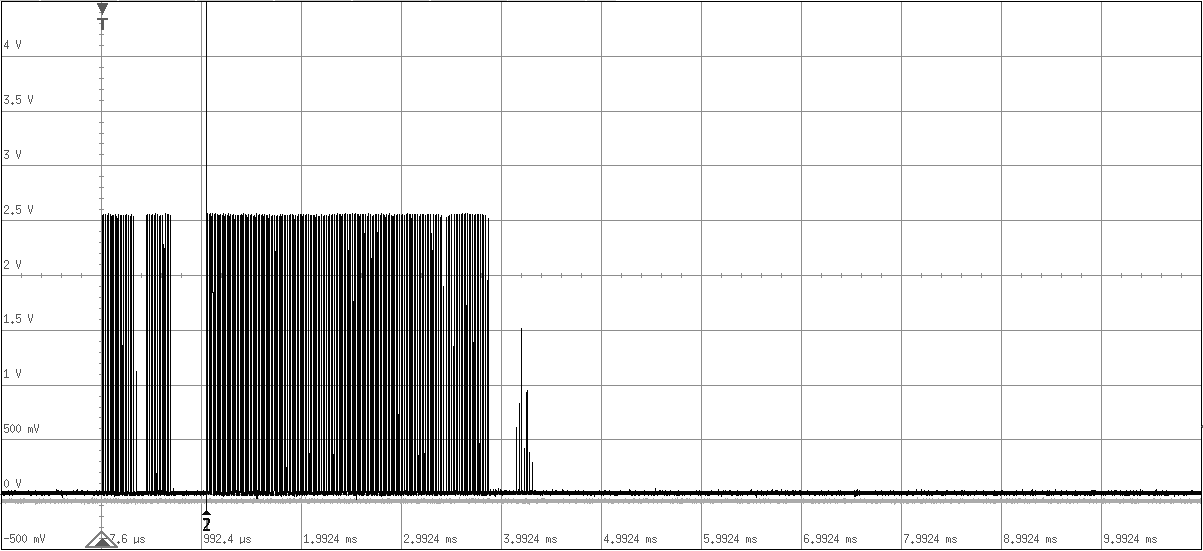 T
4 V
3.5 V
3 V
2.5 V
2 V
1.5 V
1 V
500 mV
0 V
2
-500 mV
7.6 µs
992.4 µs
1.9924 ms
2.9924 ms
3.9924 ms
4.9924 ms
5.9924 ms
6.9924 ms
7.9924 ms
8.9924 ms
9.9924 ms